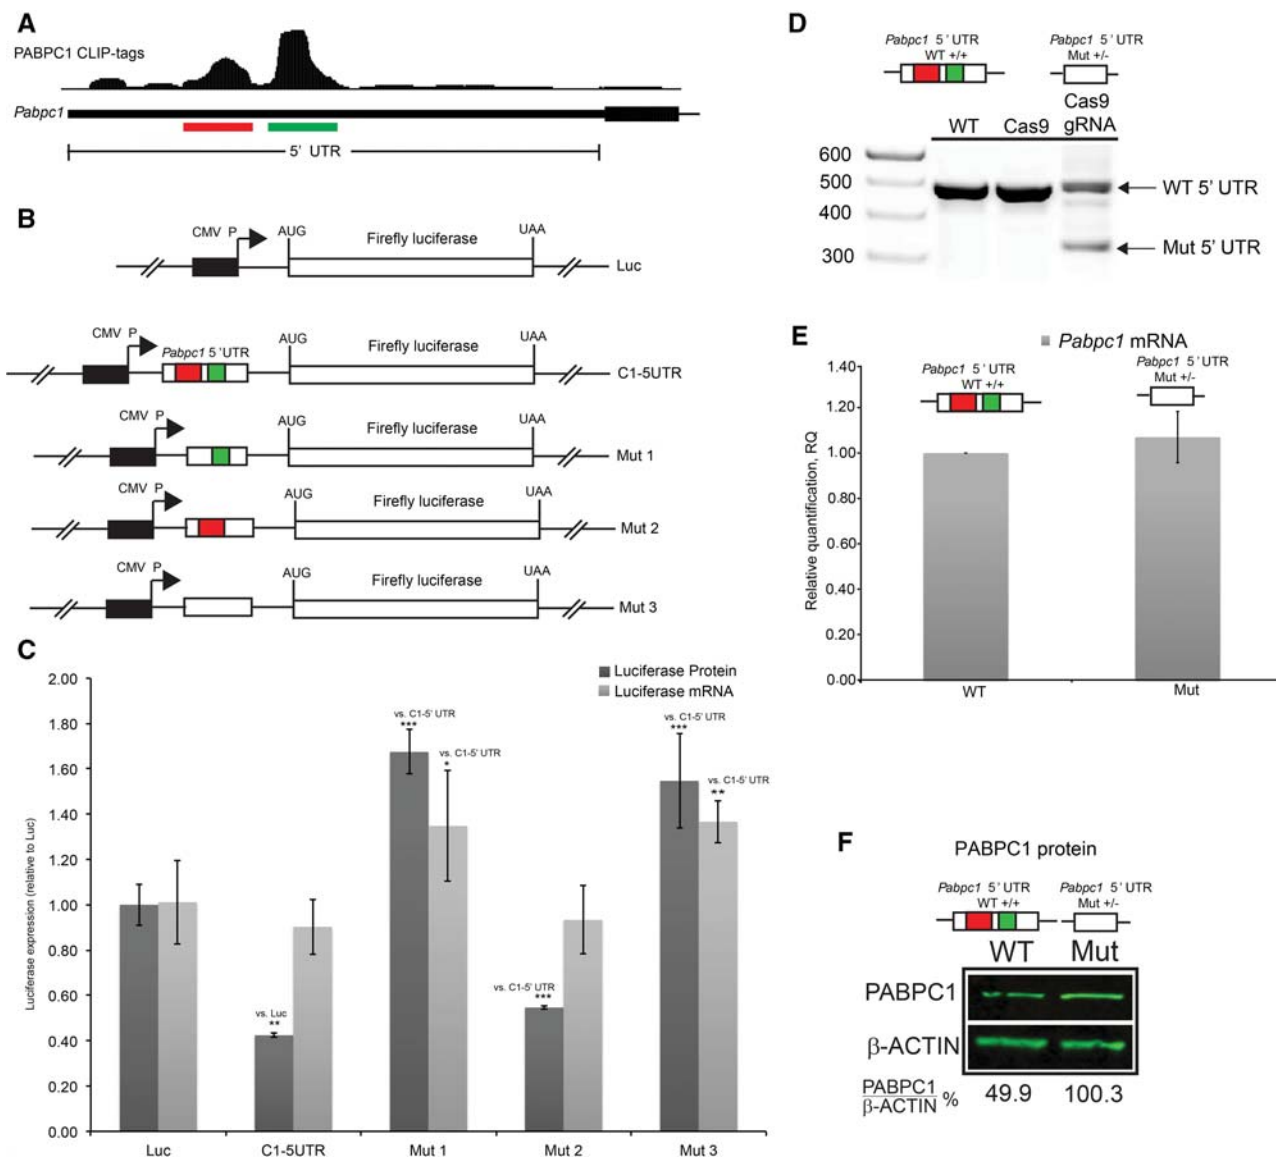 A
PABPC1 CLIP-tags
Pabpc1
5' UTR
B
CMV P
AUG
Firefly luciferase
UAA
Luc
CMV P
Pabpc1 5'UTR
AUG
Firefly luciferase
UAA
C1-5UTR
CMV P
AUG
Firefly luciferase
UAA
Mut 1
CMV P
AUG
Firefly luciferase
UAA
Mut 2
CMV P
AUG
Firefly luciferase
UAA
Mut 3
C
Luciferase Protein
Luciferase mRNA
Luciferase expression (relative to Luc)
2.00
1.80
1.60
1.40
1.20
1.00
0.80
0.60
0.40
0.20
0.00
vs. Luc
**
vs. C1-5' UTR
***
vs. C1-5' UTR
*
vs. C1-5' UTR
***
vs. C1-5' UTR
***
vs. C1-5' UTR
**
Luc
C1-5UTR
Mut 1
Mut 2
Mut 3
D
Pabpc1 5' UTR
WT +/+
Pabpc1 5' UTR
Mut +/-
WT
Cas9
Cas9
gRNA
600
500
400
300
WT 5' UTR
Mut 5' UTR
E
Pabpc1 mRNA
Pabpc1 5' UTR
WT +/+
Pabpc1 5' UTR
Mut +/-
Relative quantification, RQ
1.40
1.20
1.00
0.80
0.60
0.40
0.20
0.00
WT
Mut
F
PABPC1 protein
Pabpc1 5' UTR
WT +/+
Pabpc1 5' UTR
Mut +/-
WT
Mut
PABPC1
β-ACTIN
PABPC1
β-ACTIN %
49.9
100.3